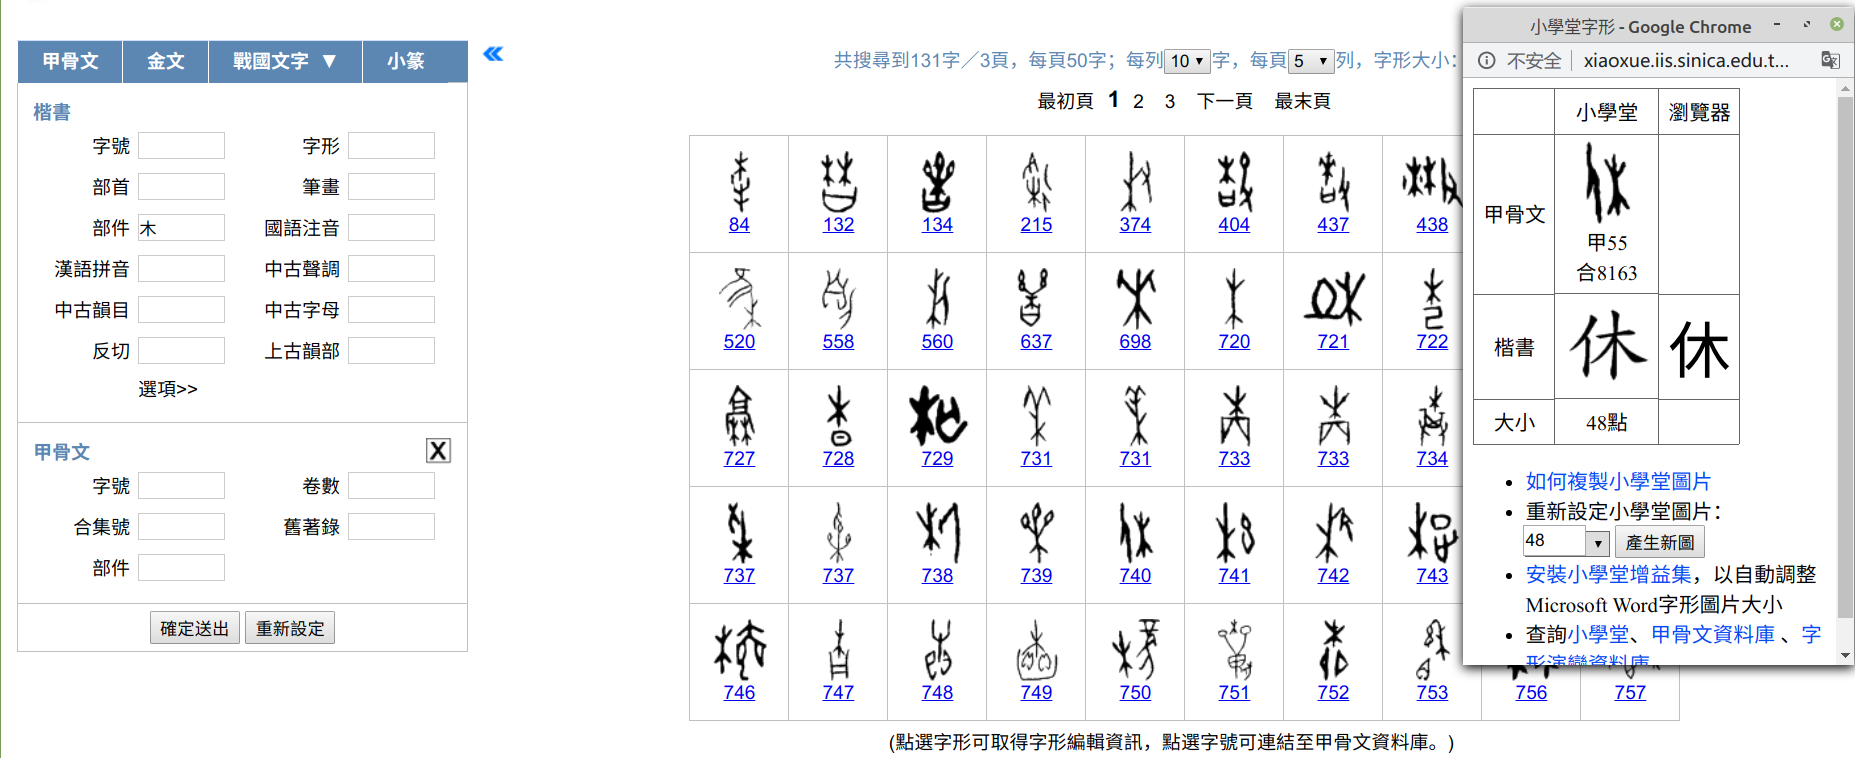 甲骨文 金文 戰國文字 ▼ 小篆
楷書
字號 字形
部首 筆畫
部件 木 國語注音
漢語拼音 中古聲調
中古韻目 中古字母
反切 上古韻部
選項>>
甲骨文 X
字號 卷數
合集號 舊著錄
部件
確定送出 重新設定
共搜尋到131字／3頁，每頁50字；每列10▼字，每頁5▼列，字形大小：
最初頁 1 2 3 下一頁 最末頁
84 132 134 215 374 404 437 438
520 558 560 637 698 720 721 722
727 728 729 731 731 733 733 734
737 737 738 739 740 741 742 743
746 747 748 749 750 751 752 753 756 757
(點選字形可取得字形編輯資訊，點選字號可連結至甲骨文資料庫。)
小學堂字形 - Google Chrome
不安全 xiaoxue.iis.sinica.edu.t...
小學堂 瀏覽器
甲骨文
甲55
合8163
楷書 休 休
大小 48點
如何複製小學堂圖片
重新設定小學堂圖片：
48 ▼ 產生新圖
安裝小學堂增益集，以自動調整
Microsoft Word字形圖片大小
查詢小學堂、甲骨文資料庫 、字
形演變資料庫